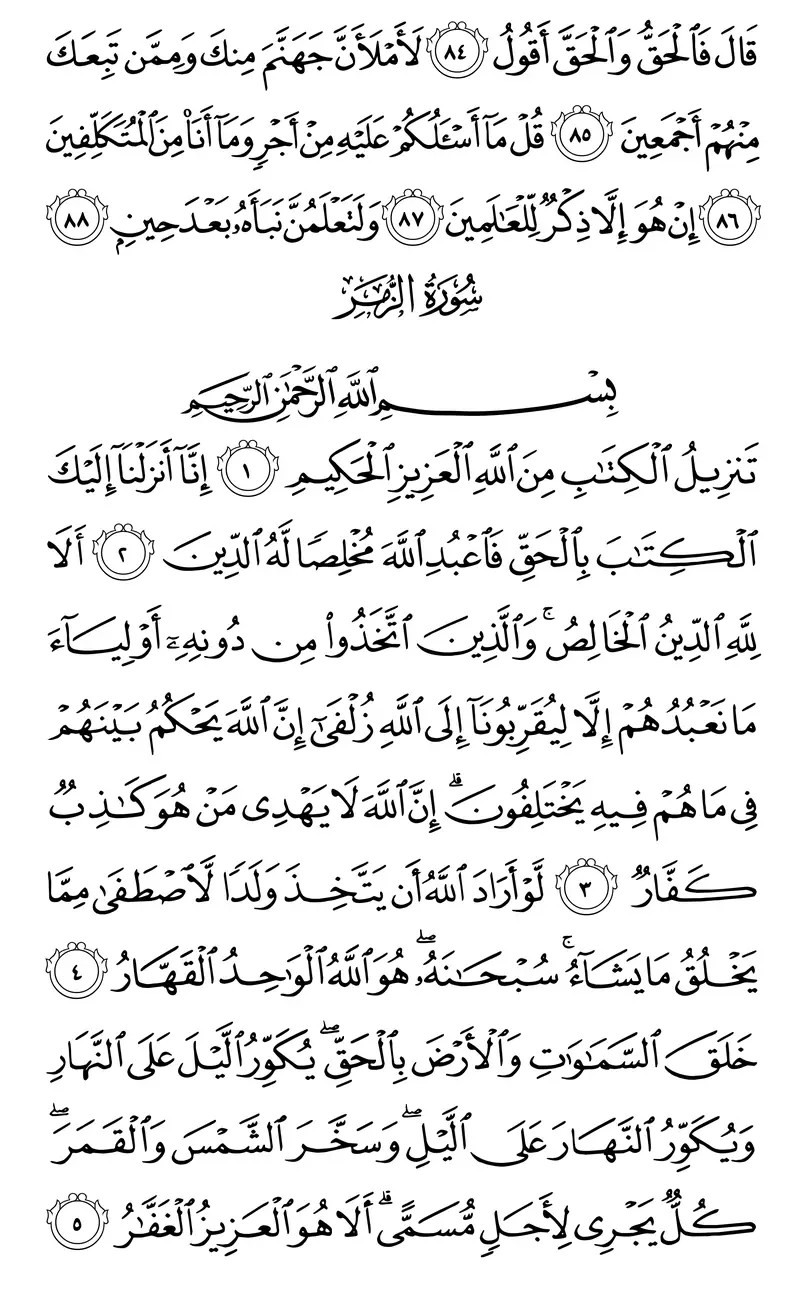 قَالَ فَٱلْحَقُّ وَٱلْحَقَّ أَقُولُ ٨٤ لَأَمْلَأَنَّ جَهَنَّمَ مِنكَ وَمِمَّن تَبِعَكَ
مِنْهُمْ أَجْمَعِينَ ٨٥ قُلْ مَآ أَسْـَٔلُكُمْ عَلَيْهِ مِنْ أَجْرٍ وَمَآ أَنَا۠ مِنَ ٱلْمُتَكَلِّفِينَ
٨٦ إِنْ هُوَ إِلَّا ذِكْرٌ لِّلْعَـٰلَمِينَ ٨٧ وَلَتَعْلَمُنَّ نَبَأَهُۥ بَعْدَ حِينٍۭ ٨٨
سُورَةُ الزُّمَرِ
بِسْمِ ٱللَّهِ ٱلرَّحْمَـٰنِ ٱلرَّحِيمِ
تَنزِيلُ ٱلْكِتَـٰبِ مِنَ ٱللَّهِ ٱلْعَزِيزِ ٱلْحَكِيمِ ١ إِنَّآ أَنزَلْنَآ إِلَيْكَ
ٱلْكِتَـٰبَ بِٱلْحَقِّ فَٱعْبُدِ ٱللَّهَ مُخْلِصًا لَّهُ ٱلدِّينَ ٢ أَلَا
لِلَّهِ ٱلدِّينُ ٱلْخَالِصُ ۚ وَٱلَّذِينَ ٱتَّخَذُوا۟ مِن دُونِهِۦٓ أَوْلِيَآءَ
مَا نَعْبُدُهُمْ إِلَّا لِيُقَرِّبُونَآ إِلَى ٱللَّهِ زُلْفَىٰٓ إِنَّ ٱللَّهَ يَحْكُمُ بَيْنَهُمْ
فِى مَا هُمْ فِيهِ يَخْتَلِفُونَ ۗ إِنَّ ٱللَّهَ لَا يَهْدِى مَنْ هُوَ كَـٰذِبٌ
كَفَّارٌ ٣ لَّوْ أَرَادَ ٱللَّهُ أَن يَتَّخِذَ وَلَدًا لَّٱصْطَفَىٰ مِمَّا
يَخْلُقُ مَا يَشَآءُ ۚ سُبْحَـٰنَهُۥ ۖ هُوَ ٱللَّهُ ٱلْوَٰحِدُ ٱلْقَهَّارُ ٤
خَلَقَ ٱلسَّمَـٰوَٰتِ وَٱلْأَرْضَ بِٱلْحَقِّ ۖ يُكَوِّرُ ٱلَّيْلَ عَلَى ٱلنَّهَارِ
وَيُكَوِّرُ ٱلنَّهَارَ عَلَى ٱلَّيْلِ ۖ وَسَخَّرَ ٱلشَّمْسَ وَٱلْقَمَرَ ۖ
كُلٌّ يَجْرِى لِأَجَلٍ مُّسَمًّى ۗ أَلَا هُوَ ٱلْعَزِيزُ ٱلْغَفَّـٰرُ ٥